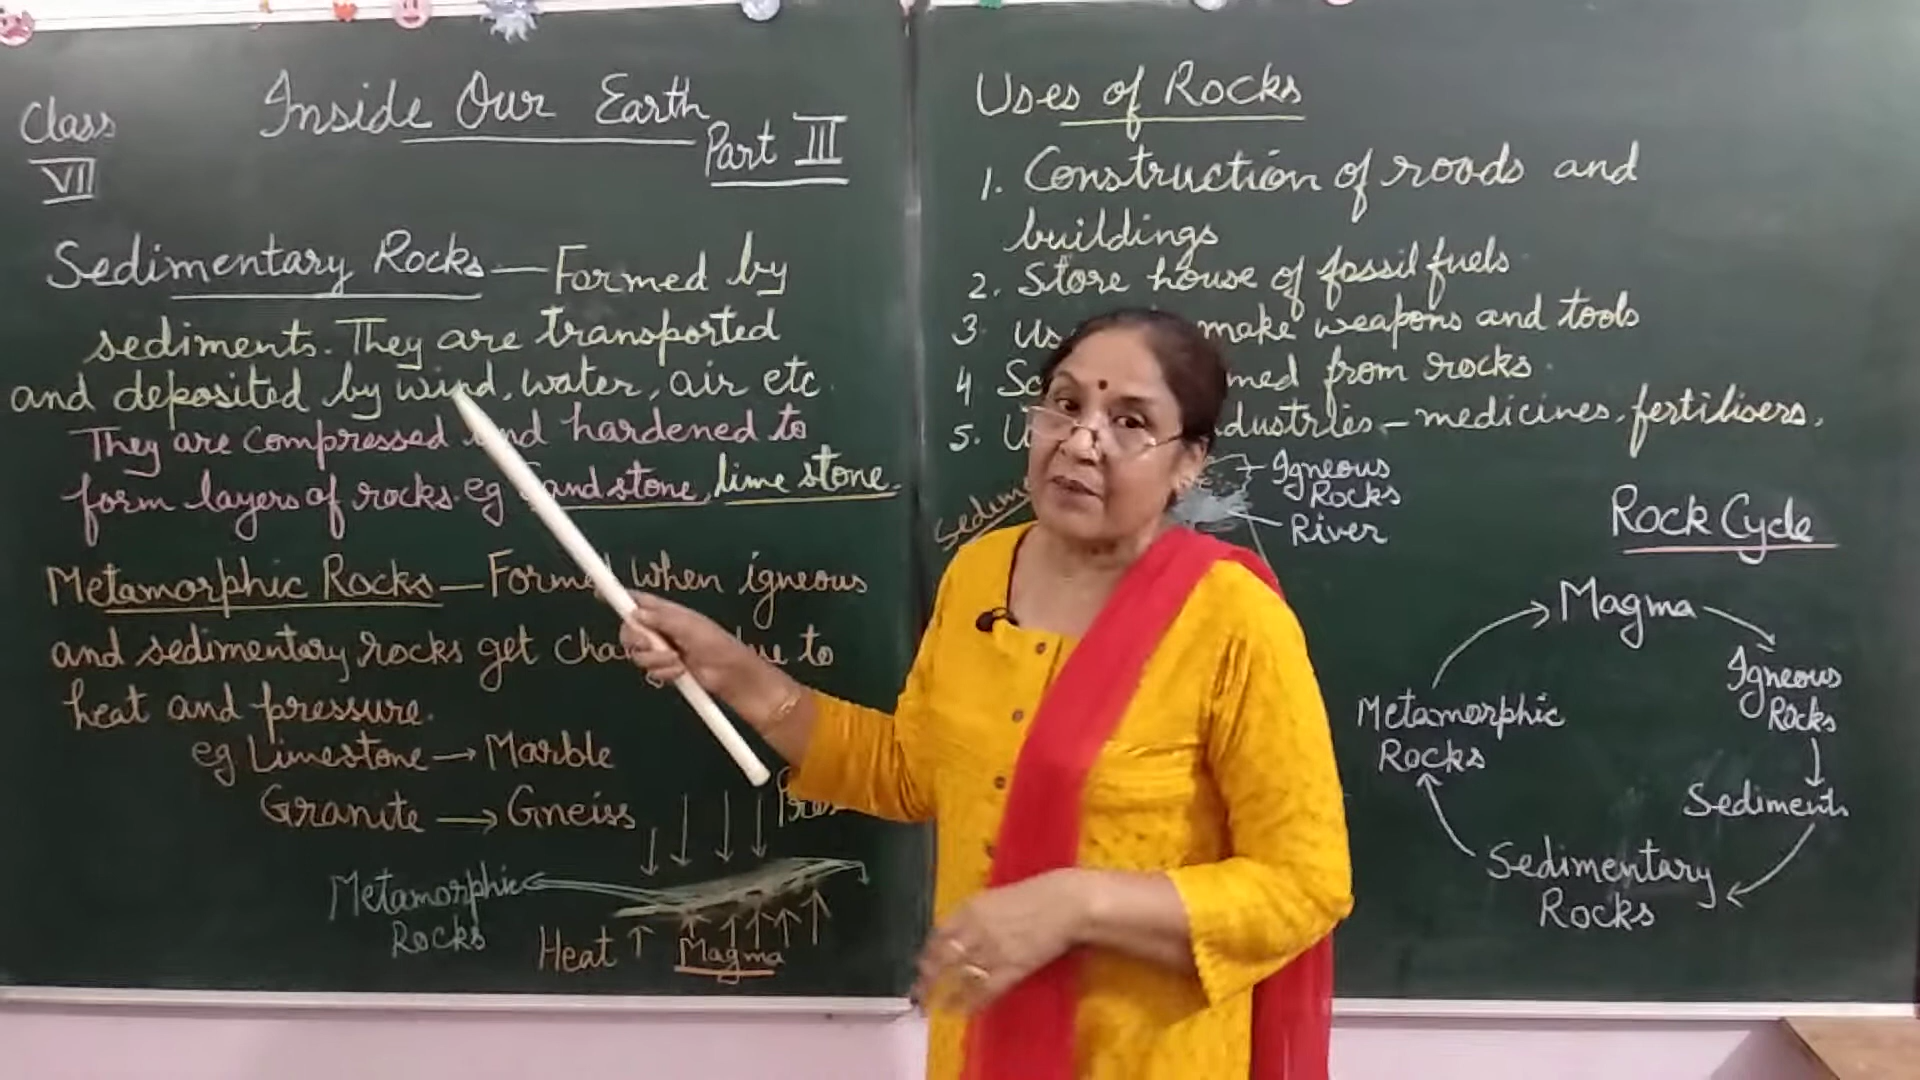 Class
VII
Inside Our Earth
Part III
Sedimentary Rocks — Formed by
sediments. They are transported
and deposited by wind, water, air etc.
They are compressed and hardened to
form layers of rocks. eg Sandstone, lime stone.
Metamorphic Rocks — Formed when igneous
and sedimentary rocks get to
heat and pressure.
eg Limestone → Marble
Granite → Gneiss
Metamorphic
Rocks
Heat
Magma
Uses of Rocks
1. Construction of roads and
buildings
2. Store house of fossil fuels
3. make weapons and tools
4 from rocks.
5. – medicines, fertilisers.
Igneous
Rocks
River
Rock Cycle
Magma
Igneous
Rocks
Sediments
Sedimentary
Rocks
Metamorphic
Rocks